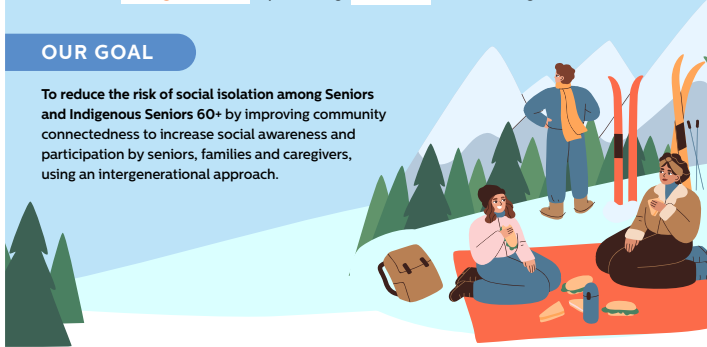 OUR GOAL
To reduce the risk of social isolation among Seniors
and Indigenous Seniors 60+ by improving community
connectedness to increase social awareness and
participation by seniors, families and caregivers,
using an intergenerational approach.